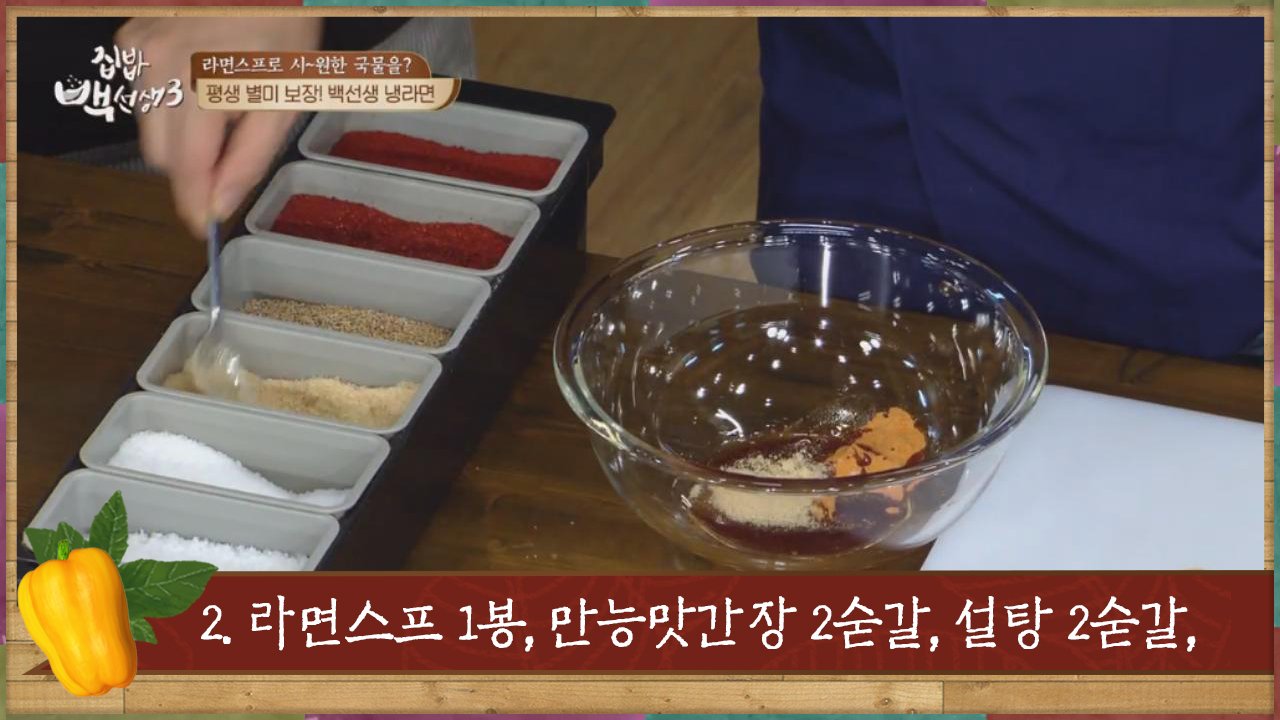 집밥
백선생3
라면스프로 시~원한 국물을?
평생 별미 보장! 백선생 냉라면
2. 라면스프 1봉, 만능맛간장 2숟갈, 설탕 2숟갈,